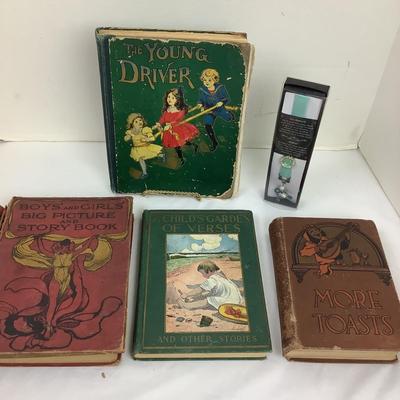 THE YOUNG
DRIVER
BOYS AND GIRLS'
BIG PICTURE
AND
STORY BOOK
A CHILD'S GARDEN
OF VERSES
AND OTHER STORIES
MORE
TOASTS